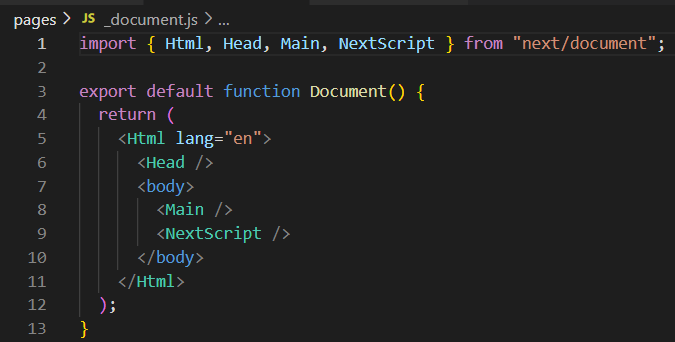 pages > JS _document.js > ...
1 import { Html, Head, Main, NextScript } from "next/document";
2
3 export default function Document() {
4   return (
5     <Html lang="en">
6       <Head />
7       <body>
8         <Main />
9         <NextScript />
10       </body>
11     </Html>
12   );
13 }